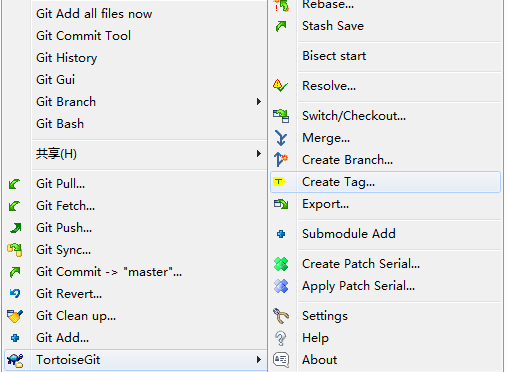 Git Add all files now
Git Commit Tool
Git History
Git Gui
Git Branch
Git Bash
共享(H)
Git Pull...
Git Fetch...
Git Push...
Git Sync...
Git Commit -> "master"...
Git Revert...
Git Clean up...
Git Add...
TortoiseGit
Rebase...
Stash Save
Bisect start
Resolve...
Switch/Checkout...
Merge...
Create Branch...
Create Tag...
Export...
Submodule Add
Create Patch Serial...
Apply Patch Serial...
Settings
Help
About